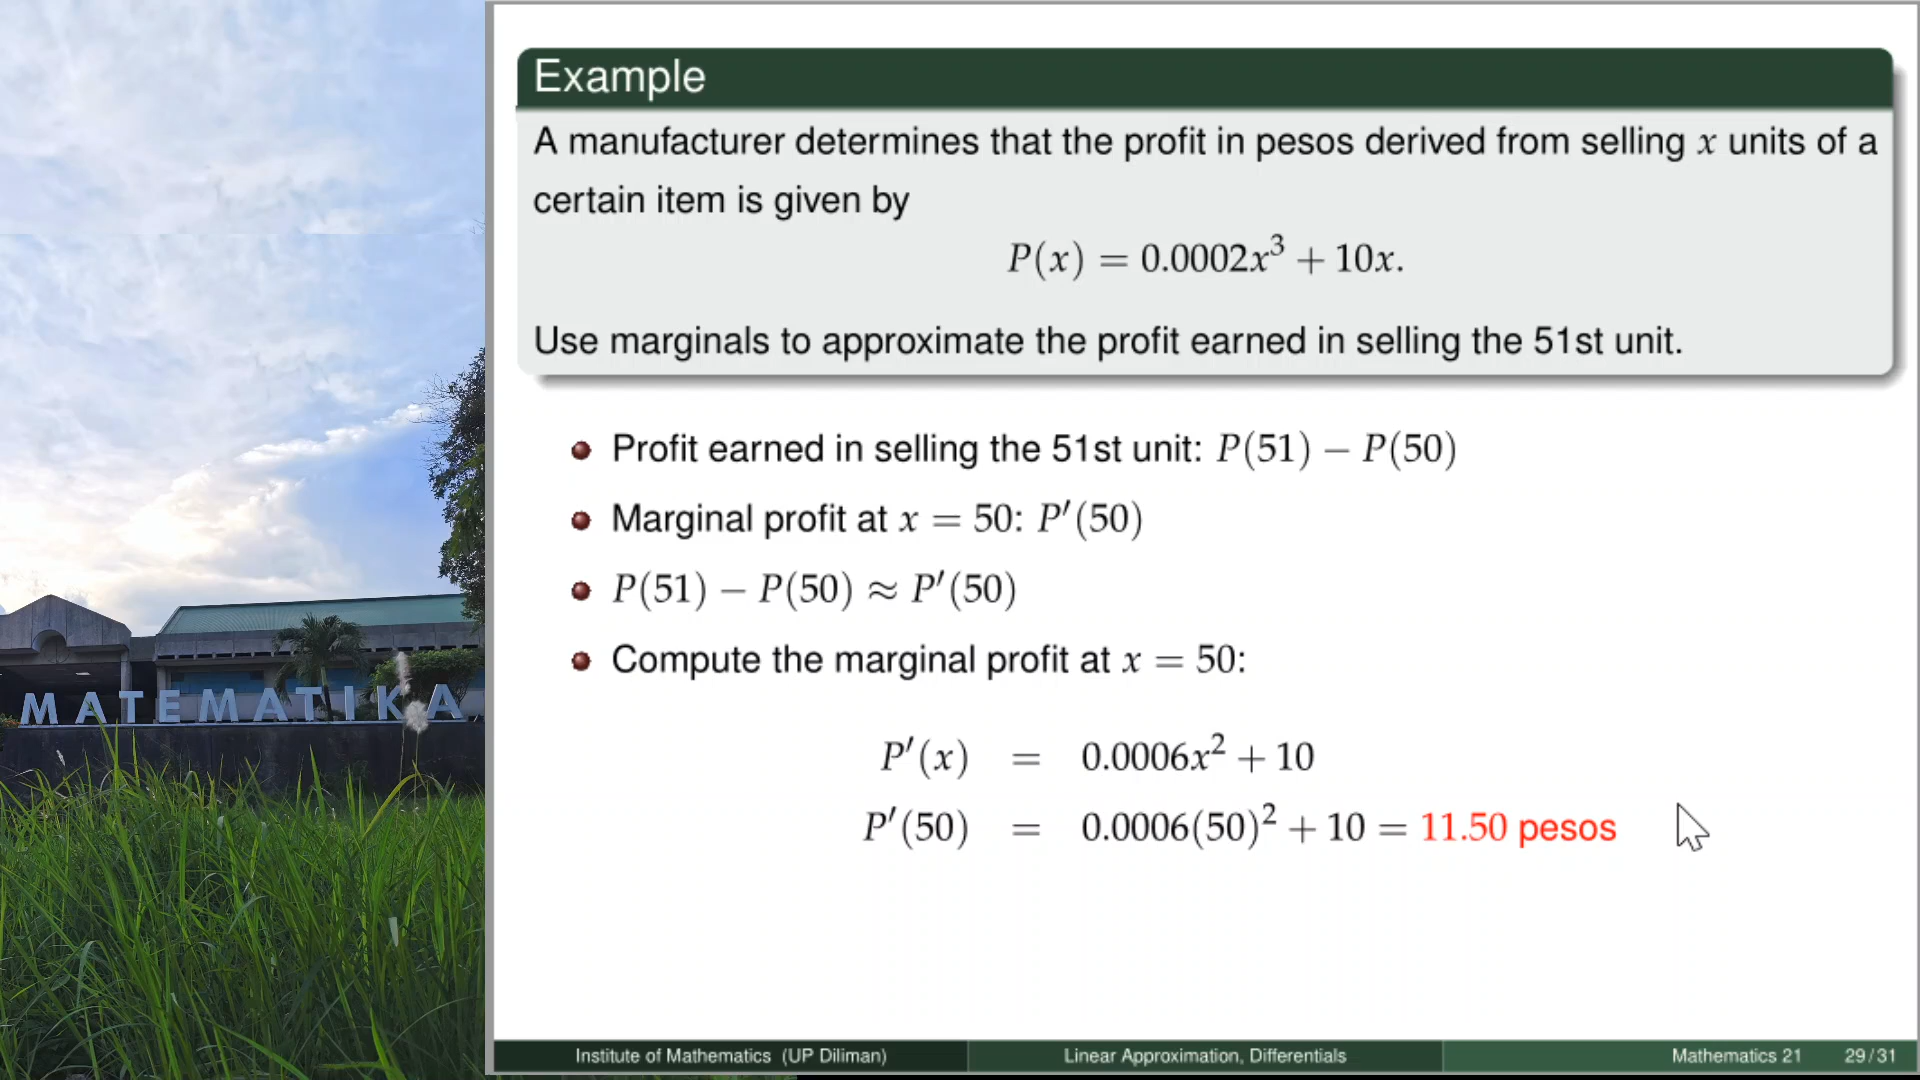 MATEMATIKA
Example
A manufacturer determines that the profit in pesos derived from selling x units of a
certain item is given by
P(x) = 0.0002x³ + 10x.
Use marginals to approximate the profit earned in selling the 51st unit.
Profit earned in selling the 51st unit: P(51) − P(50)
Marginal profit at x = 50: P′(50)
P(51) − P(50) ≈ P′(50)
Compute the marginal profit at x = 50:
P′(x) = 0.0006x² + 10
P′(50) = 0.0006(50)² + 10 = 11.50 pesos
Institute of Mathematics (UP Diliman) Linear Approximation, Differentials Mathematics 21 29/31